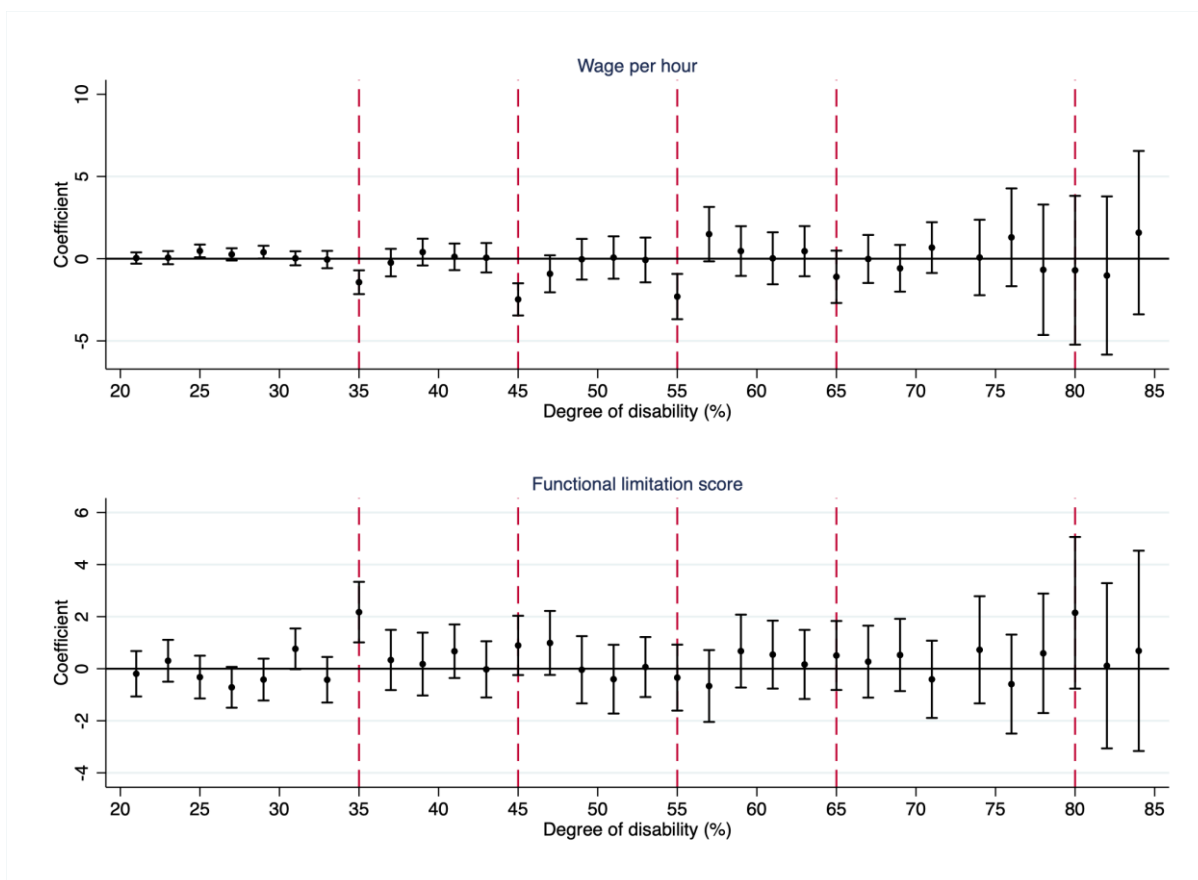 Wage per hour
Coefficient
10
5
0
-5
20 25 30 35 40 45 50 55 60 65 70 75 80 85
Degree of disability (%)
Functional limitation score
Coefficient
6
4
2
0
-2
-4
20 25 30 35 40 45 50 55 60 65 70 75 80 85
Degree of disability (%)